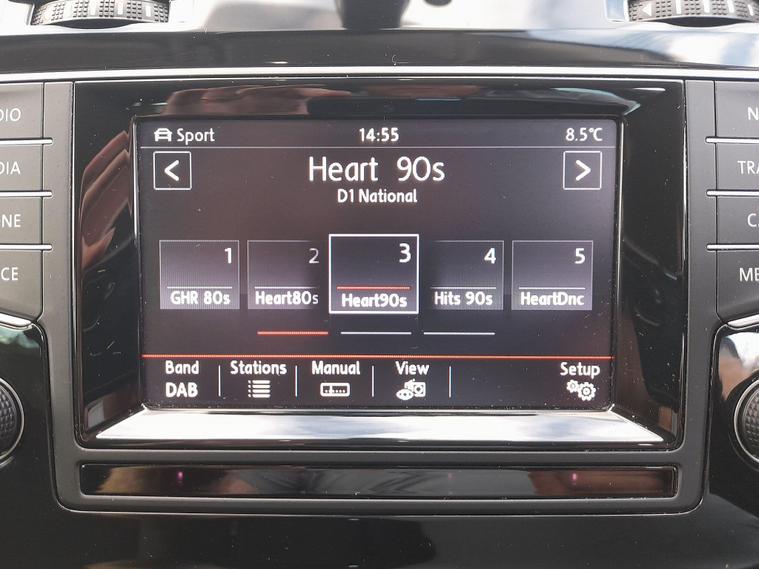 Sport 14:55 8.5°C
< Heart 90s >
D1 National
1 2 3 4 5
GHR 80s Heart80s Heart90s Hits 90s HeartDnc
Band Stations Manual View Setup
DAB